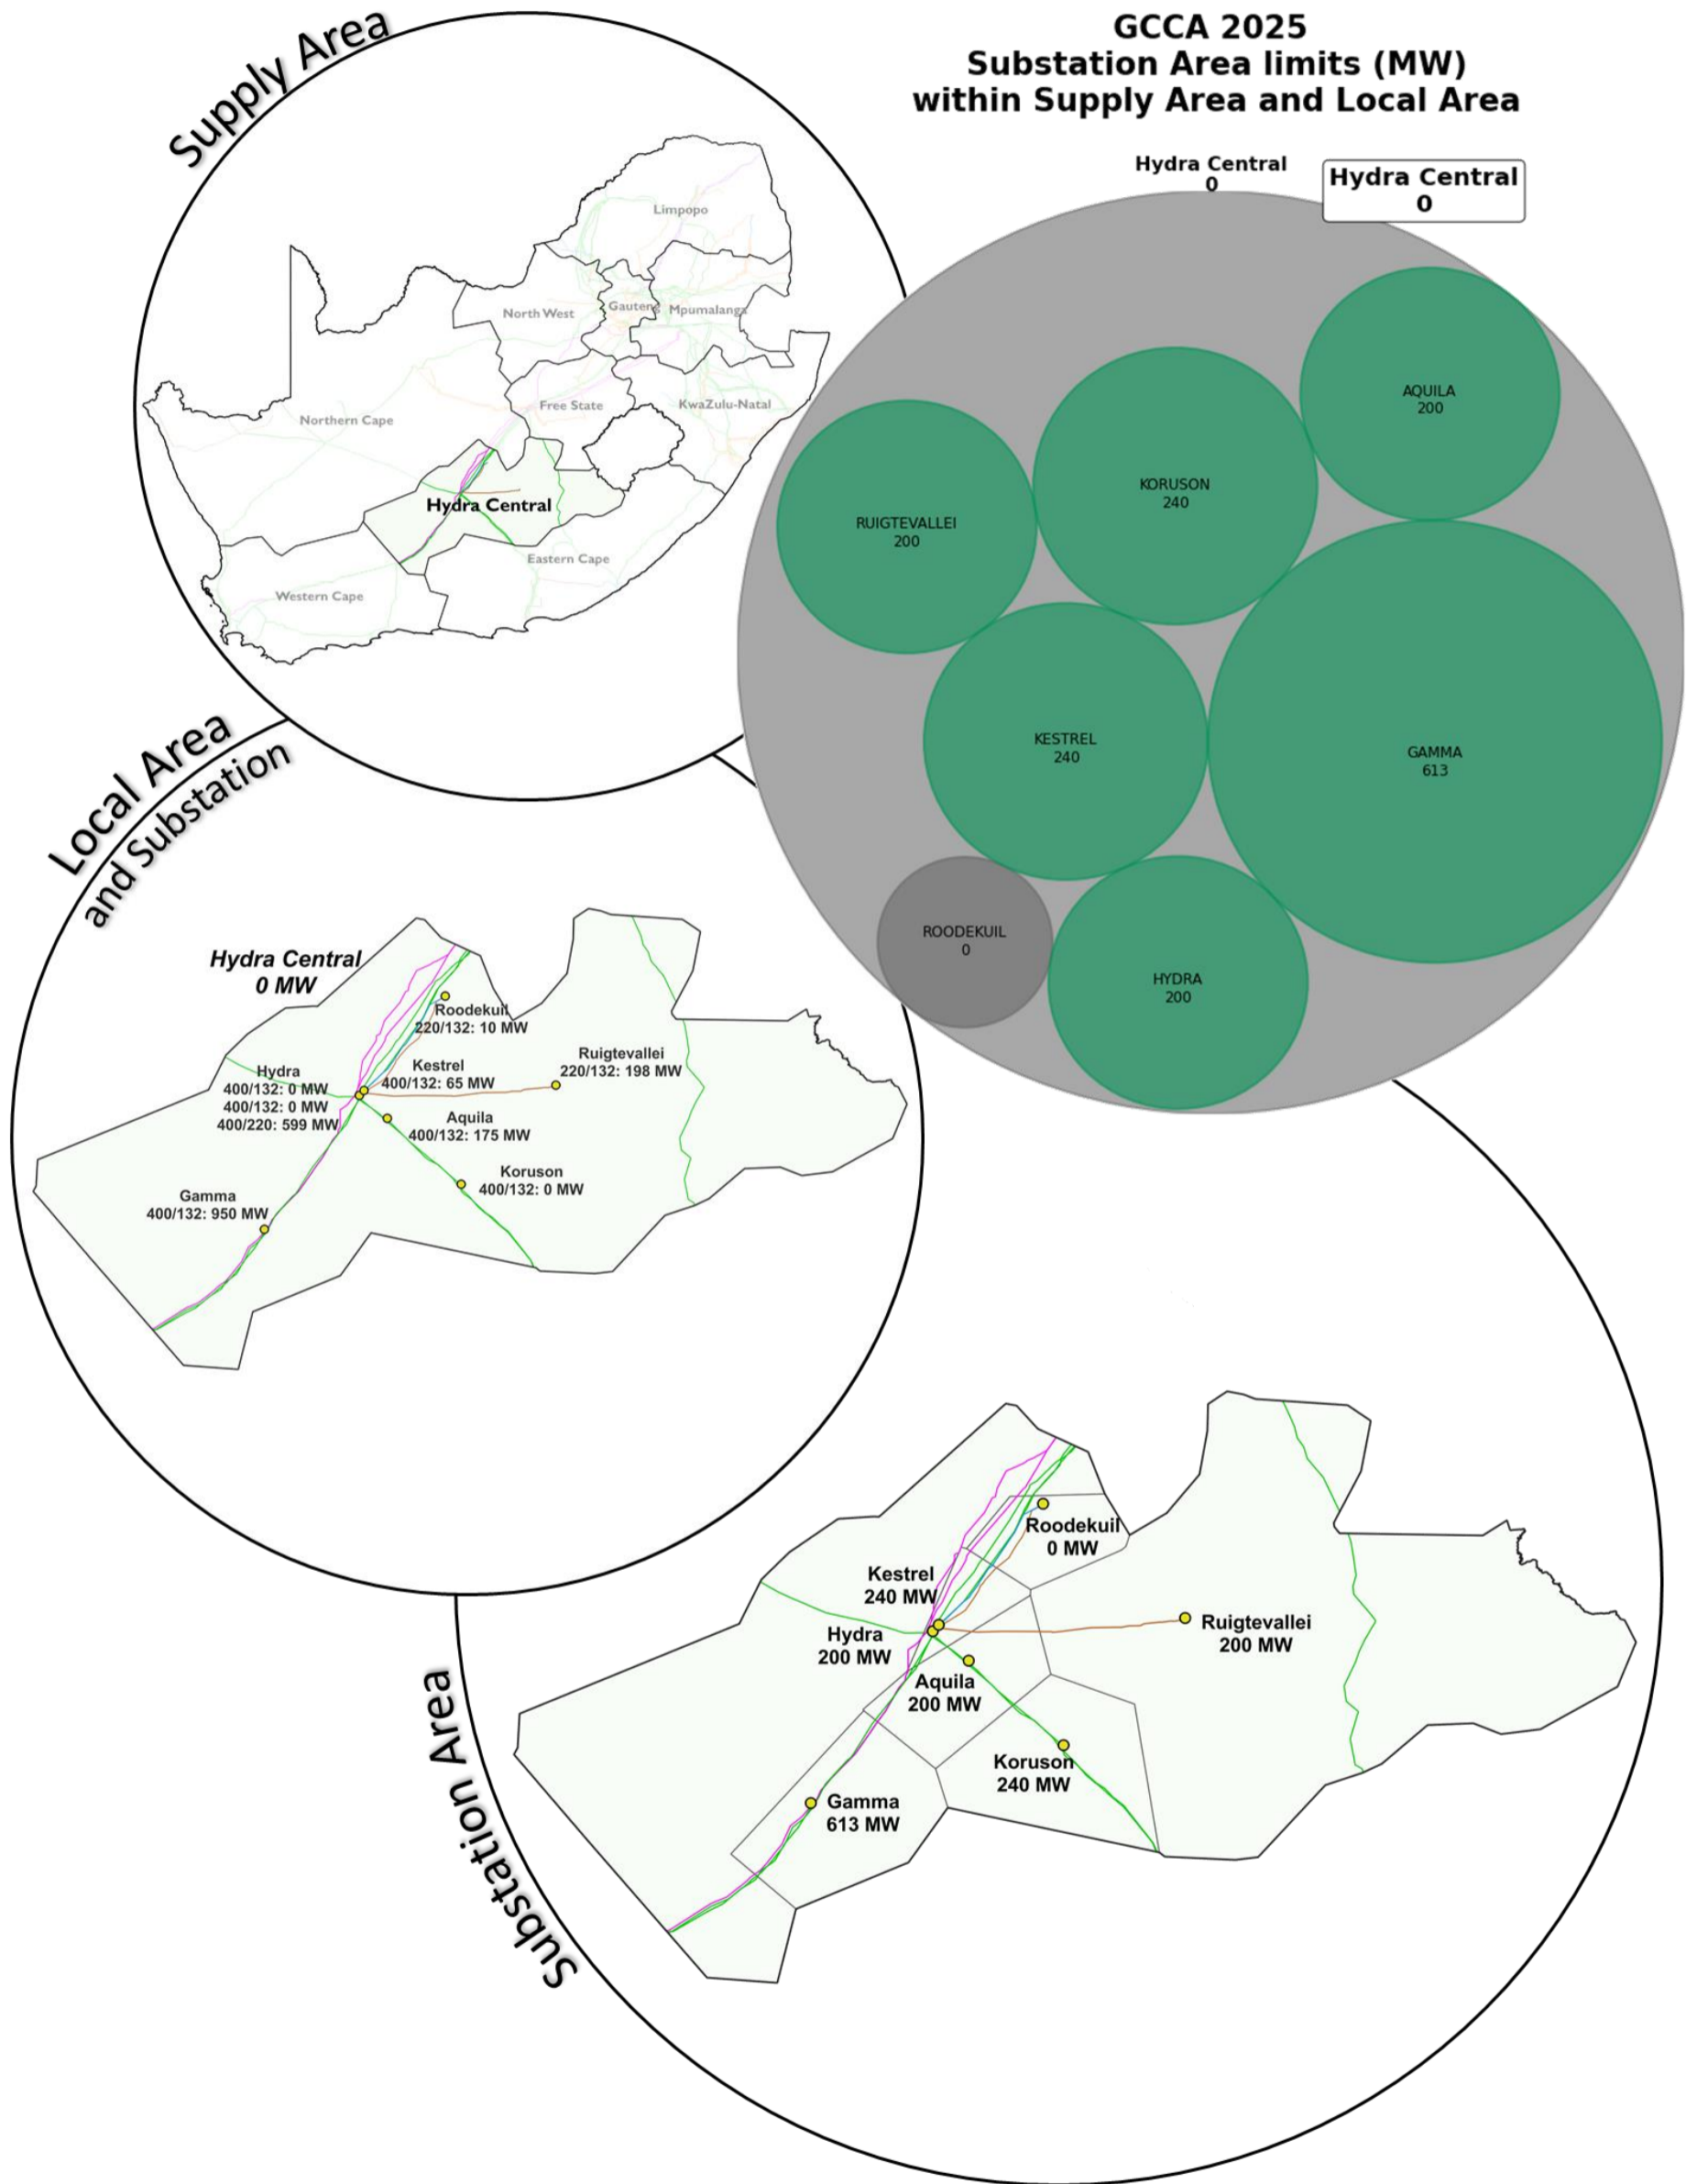 Supply Area
GCCA 2025
Substation Area limits (MW)
within Supply Area and Local Area
Hydra Central
0
Hydra Central
0
Limpopo
North West
Gauteng
Mpumalanga
Northern Cape
Free State
KwaZulu-Natal
Hydra Central
Eastern Cape
Western Cape
AQUILA
200
KORUSON
240
RUIGTEVALLEI
200
KESTREL
240
GAMMA
613
ROODEKUIL
0
HYDRA
200
Local Area
and Substation
Hydra Central
0 MW
Roodekuil
220/132: 10 MW
Ruigtevallei
220/132: 198 MW
Kestrel
400/132: 65 MW
Hydra
400/132: 0 MW
400/132: 0 MW
400/220: 599 MW
Aquila
400/132: 175 MW
Koruson
400/132: 0 MW
Gamma
400/132: 950 MW
Substation Area
Roodekuil
0 MW
Kestrel
240 MW
Ruigtevallei
200 MW
Hydra
200 MW
Aquila
200 MW
Koruson
240 MW
Gamma
613 MW